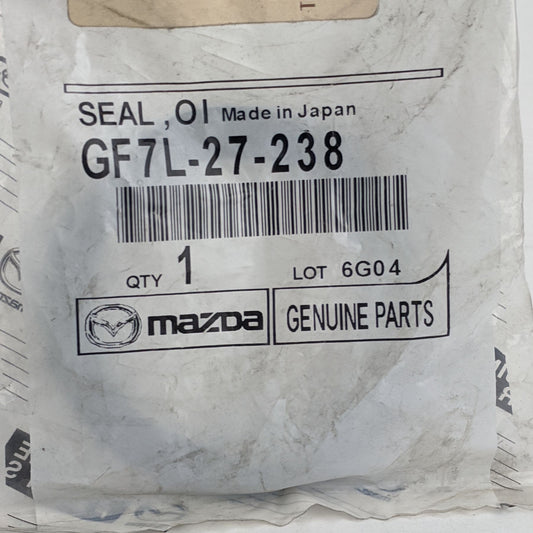 SEAL ,OI Made in Japan
GF7L-27-238
QTY 1 LOT 6G04
mazda GENUINE PARTS